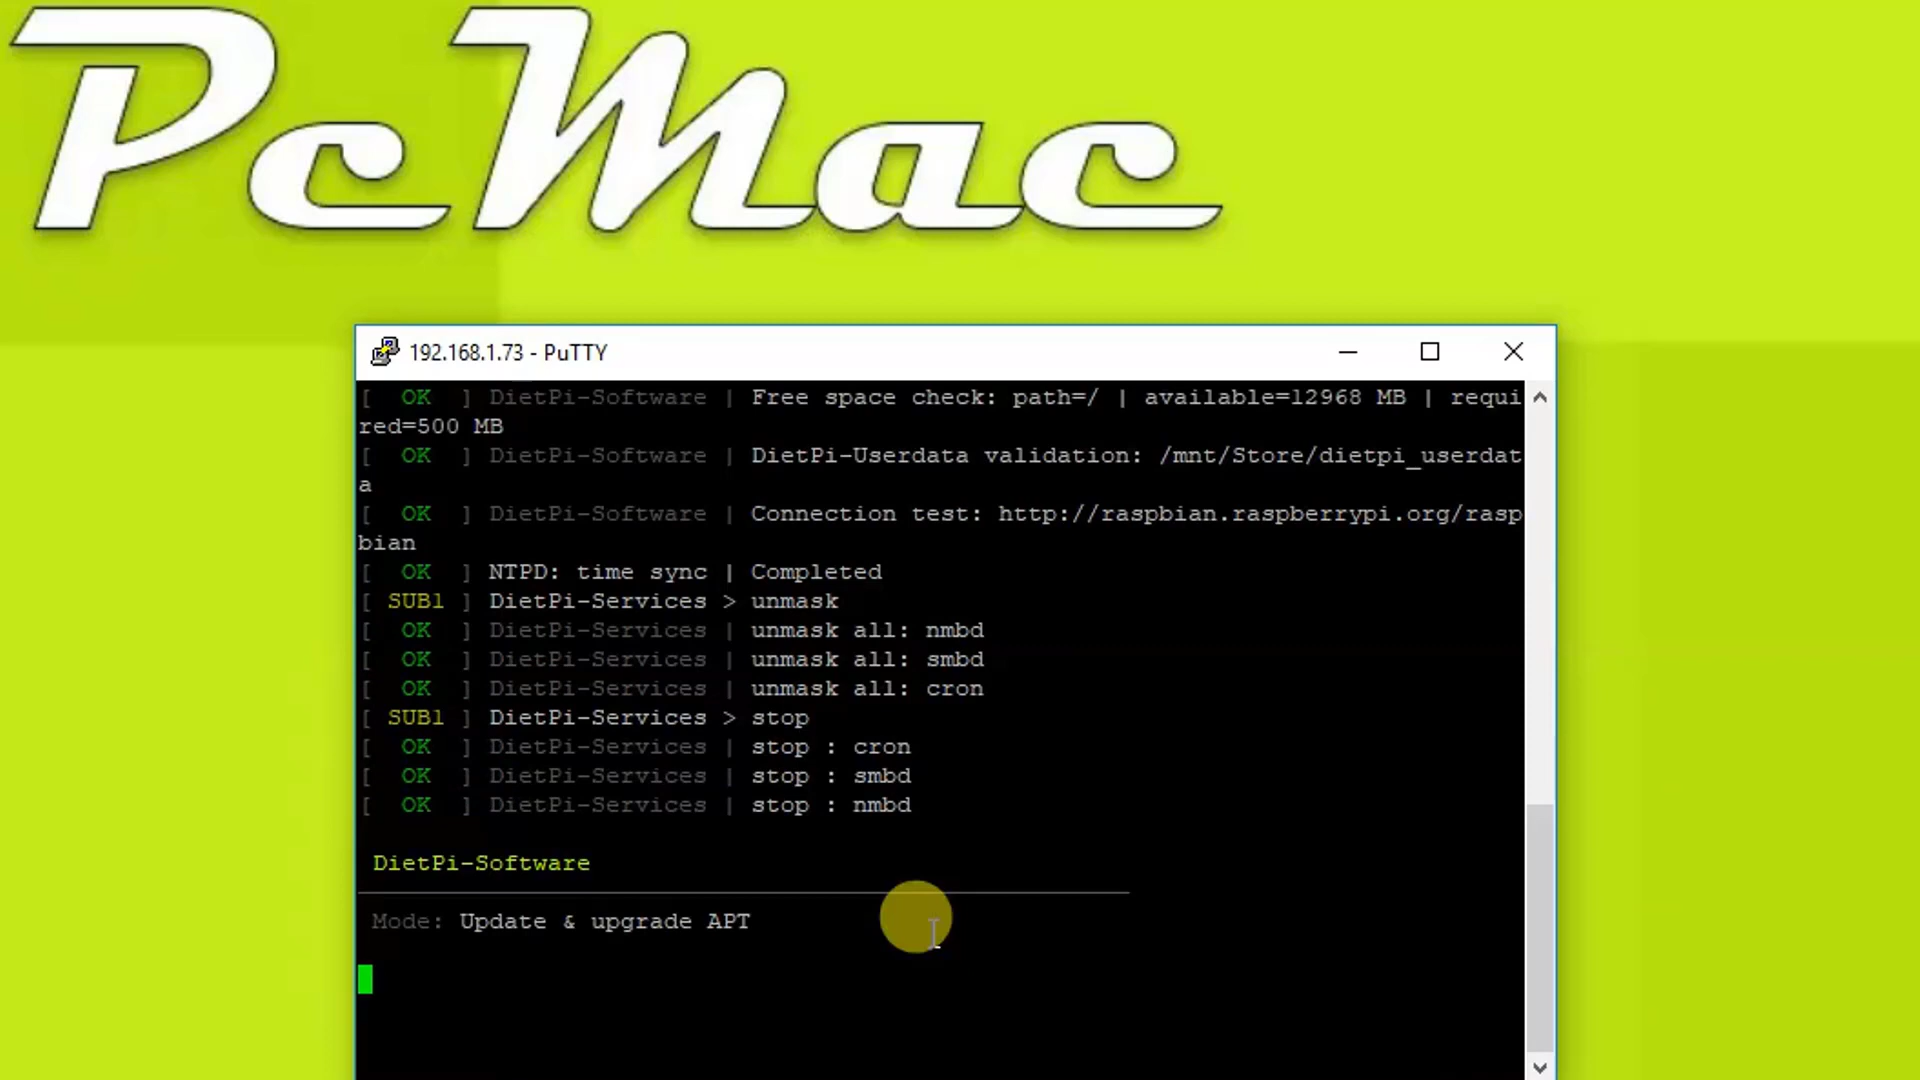 PcMac
192.168.1.73 - PuTTY
[  OK  ] DietPi-Software | Free space check: path=/ | available=12968 MB | requi
red=500 MB
[  OK  ] DietPi-Software | DietPi-Userdata validation: /mnt/Store/dietpi_userdat
a
[  OK  ] DietPi-Software | Connection test: http://raspbian.raspberrypi.org/rasp
bian
[  OK  ] NTPD: time sync | Completed
[ SUB1 ] DietPi-Services > unmask
[  OK  ] DietPi-Services | unmask all: nmbd
[  OK  ] DietPi-Services | unmask all: smbd
[  OK  ] DietPi-Services | unmask all: cron
[ SUB1 ] DietPi-Services > stop
[  OK  ] DietPi-Services | stop : cron
[  OK  ] DietPi-Services | stop : smbd
[  OK  ] DietPi-Services | stop : nmbd
DietPi-Software
Mode: Update & upgrade APT